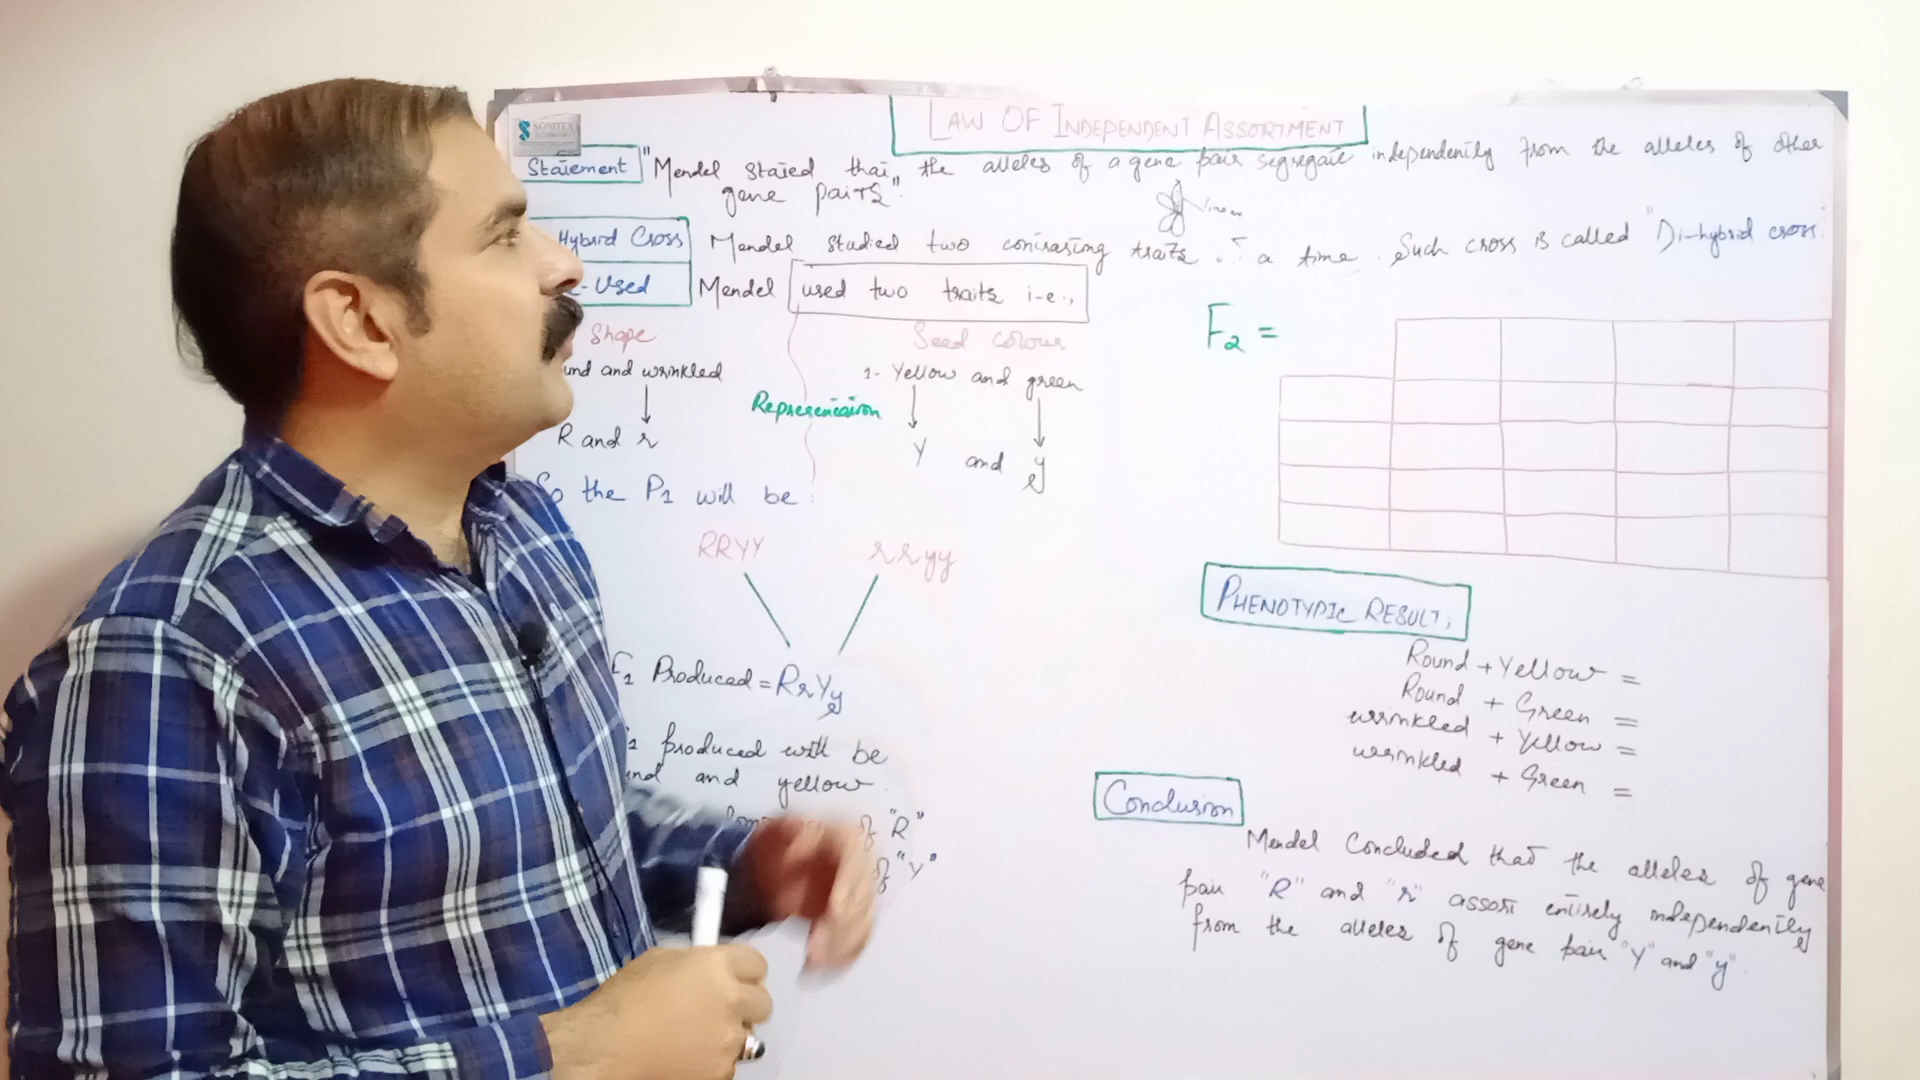 LAW OF INDEPENDENT ASSORTMENT
SONITEX
Statement "Mendel stated that, the alleles of a gene pair segregate independently from the alleles of other
gene pairs".
Hybrid Cross Mendel studied two contrasting traits a time. Such cross is called "Di-hybrid cross"
Used Mendel used two traits i-e.,
Shape Seed colour
und and wrinkled 1- Yellow and green
Representation
R and r Y and y
So the P1 will be:
RRYY rryy
F1 Produced = RrYy
produced will be
and yellow.
of "R"
of "Y"
F2 =
PHENOTYPIC RESULT,
Round + Yellow =
Round + Green =
wrinkled + Yellow =
wrinkled + Green =
Conclusion
Mendel Concluded that the alleles of gene
pair "R" and "r" assort entirely independently
from the alleles of gene pair "Y" and "y".